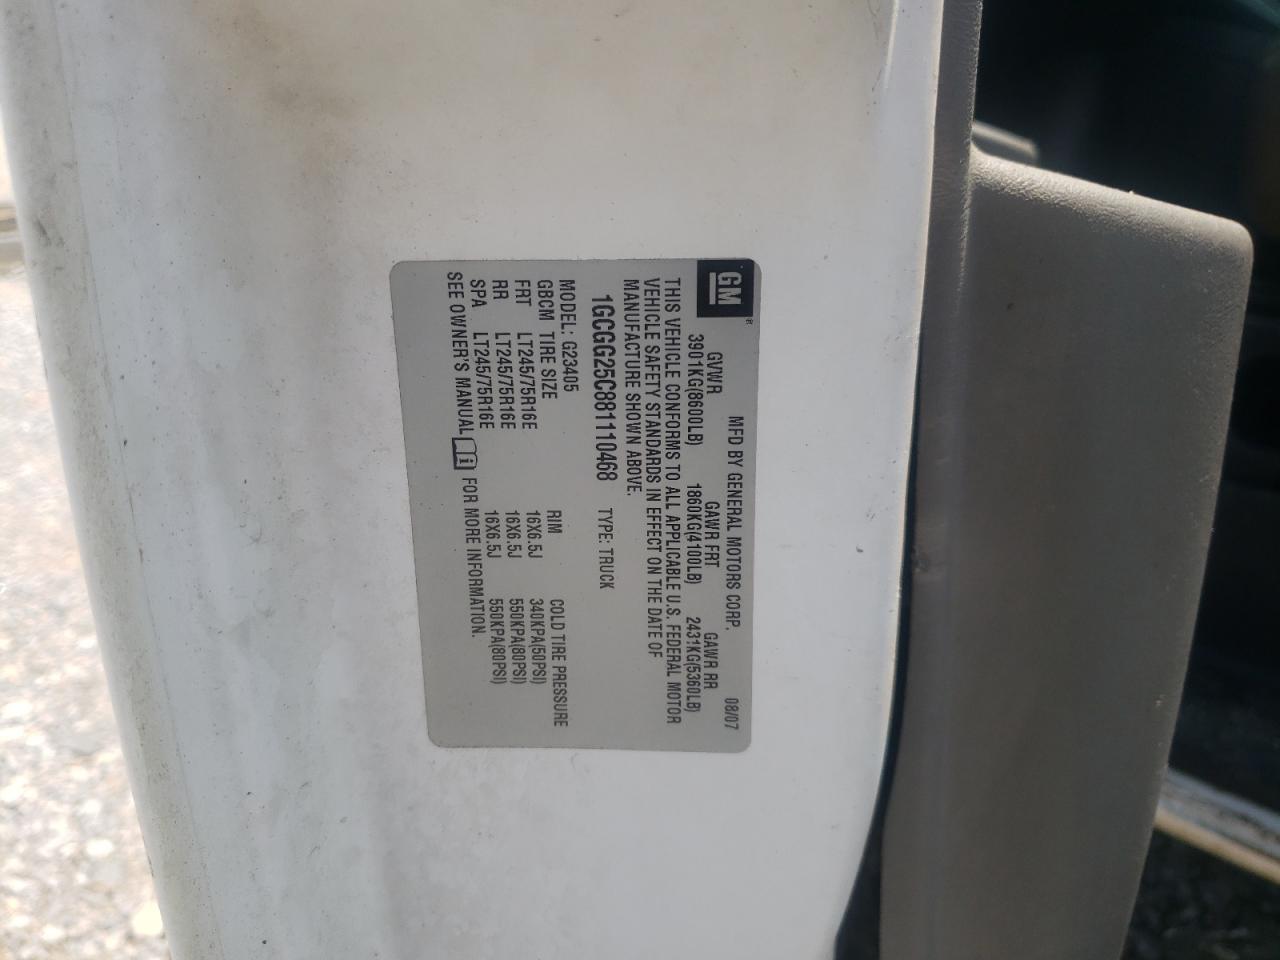 GM
MFD BY GENERAL MOTORS CORP. 08/07
GVWR GAWR FRT GAWR RR
3901KG(8600LB) 1860KG(4100LB) 2431KG(5360LB)
THIS VEHICLE CONFORMS TO ALL APPLICABLE U.S. FEDERAL MOTOR
VEHICLE SAFETY STANDARDS IN EFFECT ON THE DATE OF
MANUFACTURE SHOWN ABOVE.
1GCGG25C881110468 TYPE: TRUCK
MODEL: G23405
GBCM TIRE SIZE RIM COLD TIRE PRESSURE
FRT LT245/75R16E 16X6.5J 340KPA(50PSI)
RR LT245/75R16E 16X6.5J 550KPA(80PSI)
SPA LT245/75R16E 16X6.5J 550KPA(80PSI)
SEE OWNER'S MANUAL i FOR MORE INFORMATION.